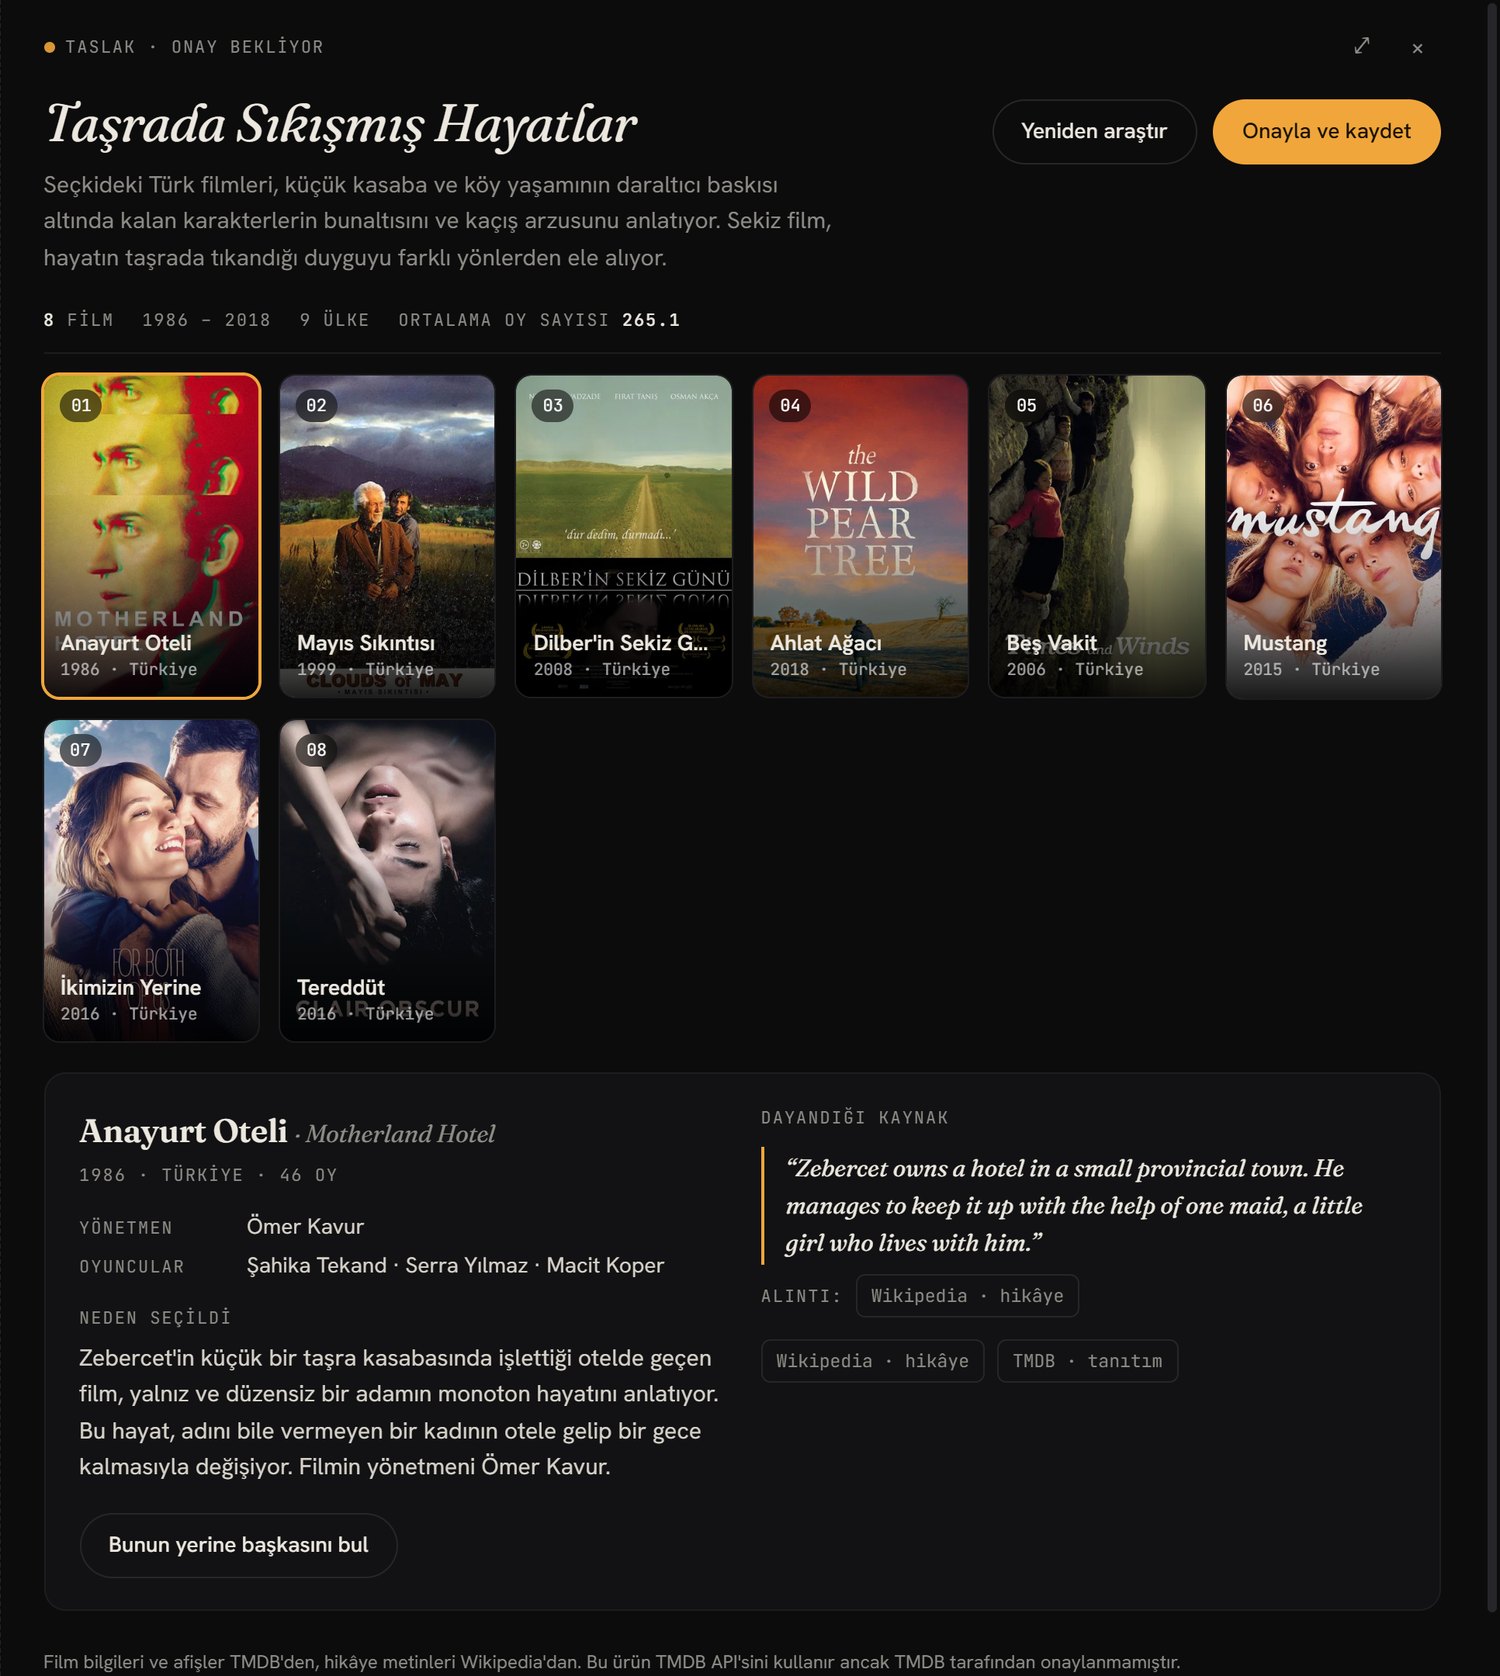 TASLAK · ONAY BEKLİYOR
Taşrada Sıkışmış Hayatlar
Yeniden araştır
Onayla ve kaydet
Seçkideki Türk filmleri, küçük kasaba ve köy yaşamının daraltıcı baskısı
altında kalan karakterlerin bunaltısını ve kaçış arzusunu anlatıyor. Sekiz film,
hayatın taşrada tıkandığı duyguyu farklı yönlerden ele alıyor.
8 FİLM 1986 – 2018 9 ÜLKE ORTALAMA OY SAYISI 265.1
01
MOTHERLAND
Anayurt Oteli
1986 · Türkiye
02
Mayıs Sıkıntısı
1999 · Türkiye
CLOUDS OF MAY
· MAYIS SIKINTISI ·
03
FIRAT TANIŞ OSMAN AKÇA
'dur dedim, durmadı...'
DİLBER'İN SEKİZ GÜNÜ
Dilber'in Sekiz G...
2008 · Türkiye
04
the
WILD
PEAR
TREE
Ahlat Ağacı
2018 · Türkiye
05
Times and Winds
Beş Vakit
2006 · Türkiye
06
mustang
Mustang
2015 · Türkiye
07
FOR BOTH
İkimizin Yerine
2016 · Türkiye
08
Tereddüt
CLAIR OBSCUR
2016 · Türkiye
Anayurt Oteli · Motherland Hotel
1986 · TÜRKİYE · 46 OY
YÖNETMEN Ömer Kavur
OYUNCULAR Şahika Tekand · Serra Yılmaz · Macit Koper
NEDEN SEÇİLDİ
Zebercet'in küçük bir taşra kasabasında işlettiği otelde geçen
film, yalnız ve düzensiz bir adamın monoton hayatını anlatıyor.
Bu hayat, adını bile vermeyen bir kadının otele gelip bir gece
kalmasıyla değişiyor. Filmin yönetmeni Ömer Kavur.
Bunun yerine başkasını bul
DAYANDIĞI KAYNAK
“Zebercet owns a hotel in a small provincial town. He
manages to keep it up with the help of one maid, a little
girl who lives with him.”
ALINTI: Wikipedia · hikâye
Wikipedia · hikâye TMDB · tanıtım
Film bilgileri ve afişler TMDB'den, hikâye metinleri Wikipedia'dan. Bu ürün TMDB API'sini kullanır ancak TMDB tarafından onaylanmamıştır.